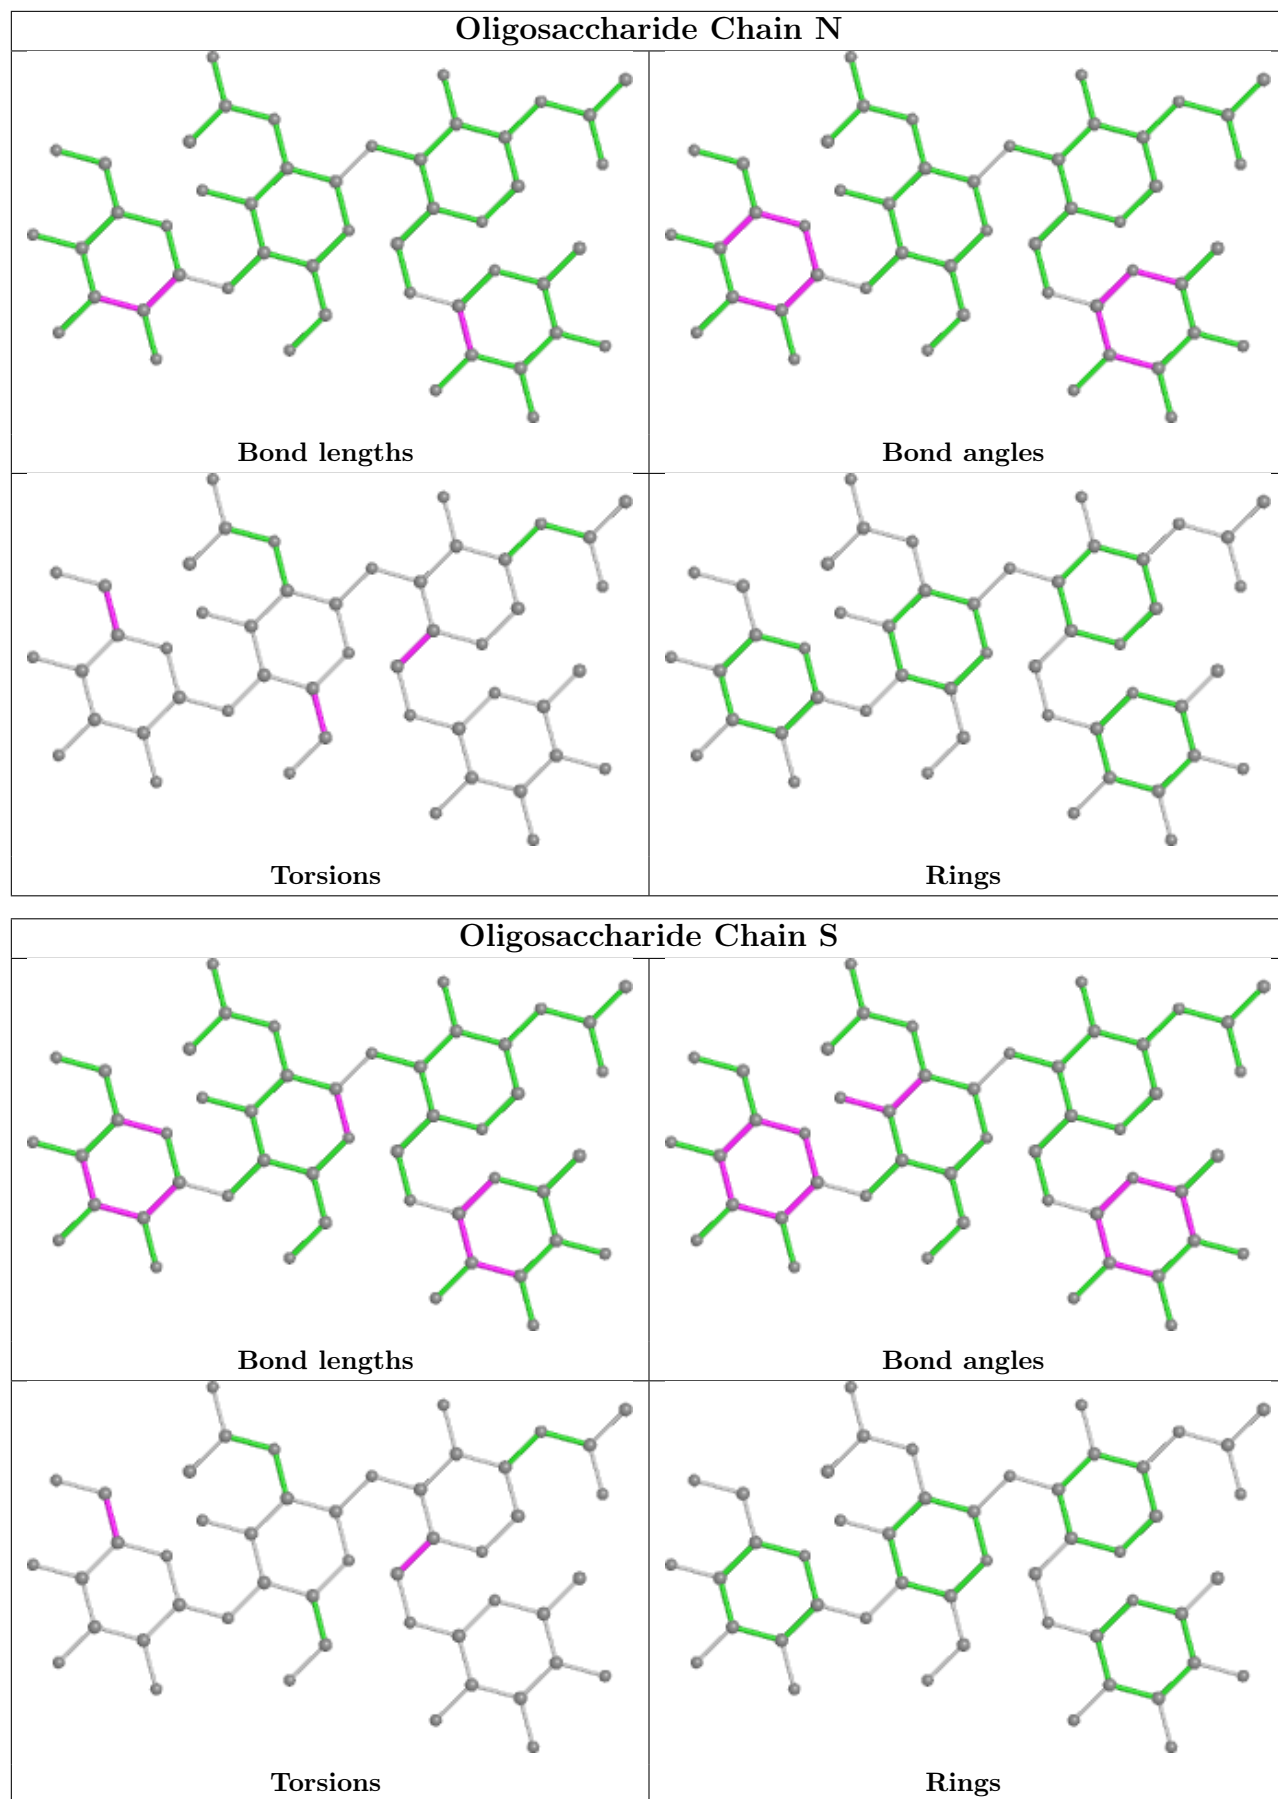 Oligosaccharide Chain N
Bond lengths
Bond angles
Torsions
Rings
Oligosaccharide Chain S
Bond lengths
Bond angles
Torsions
Rings